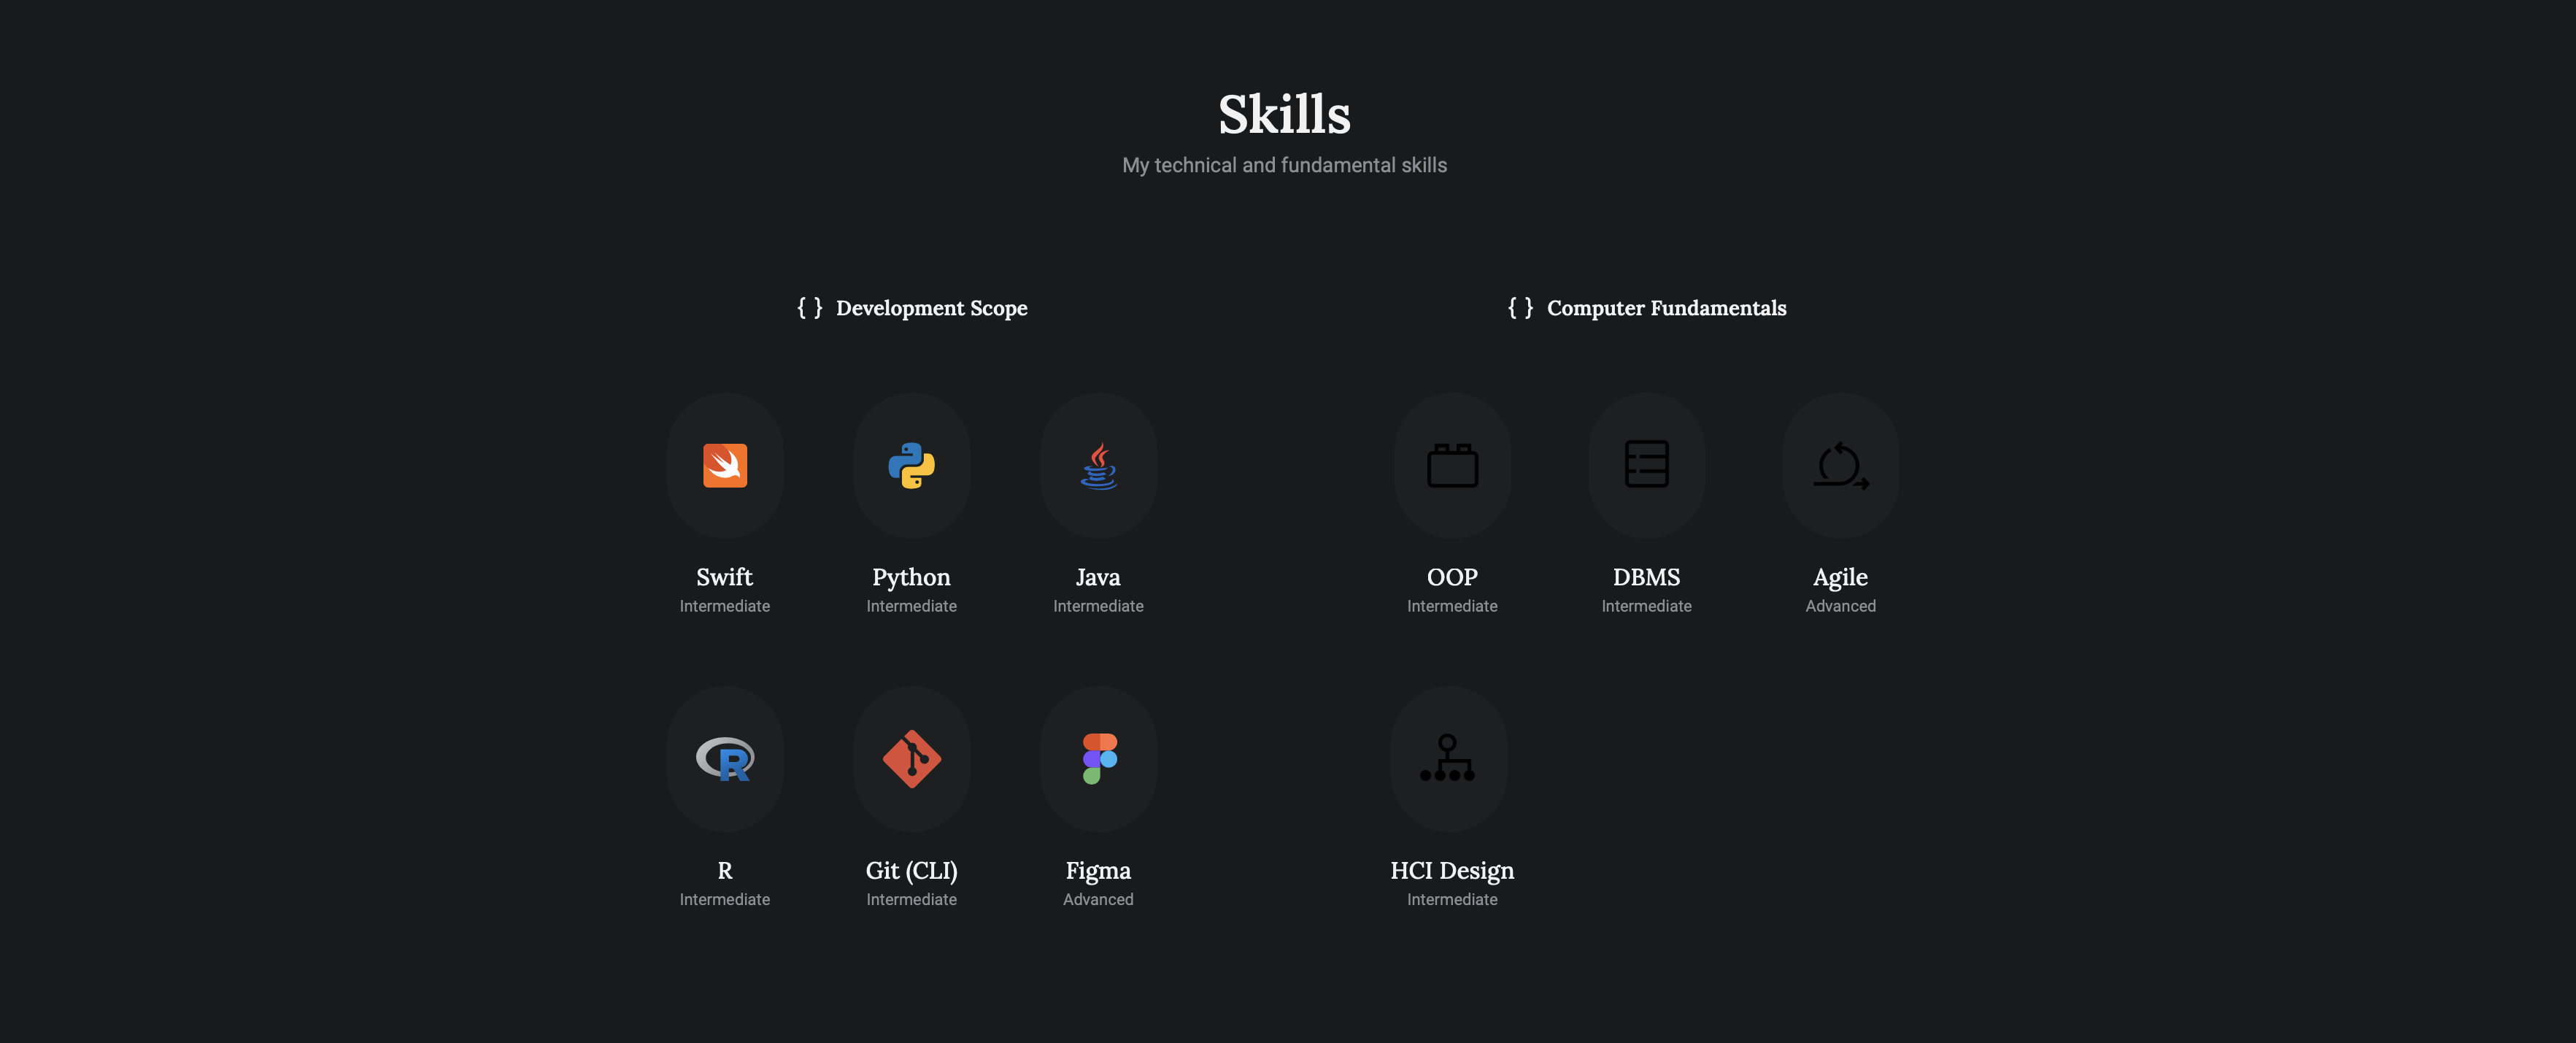 Skills
My technical and fundamental skills
{ } Development Scope
Swift
Intermediate
Python
Intermediate
Java
Intermediate
R
Intermediate
Git (CLI)
Intermediate
Figma
Advanced
{ } Computer Fundamentals
OOP
Intermediate
DBMS
Intermediate
Agile
Advanced
HCI Design
Intermediate